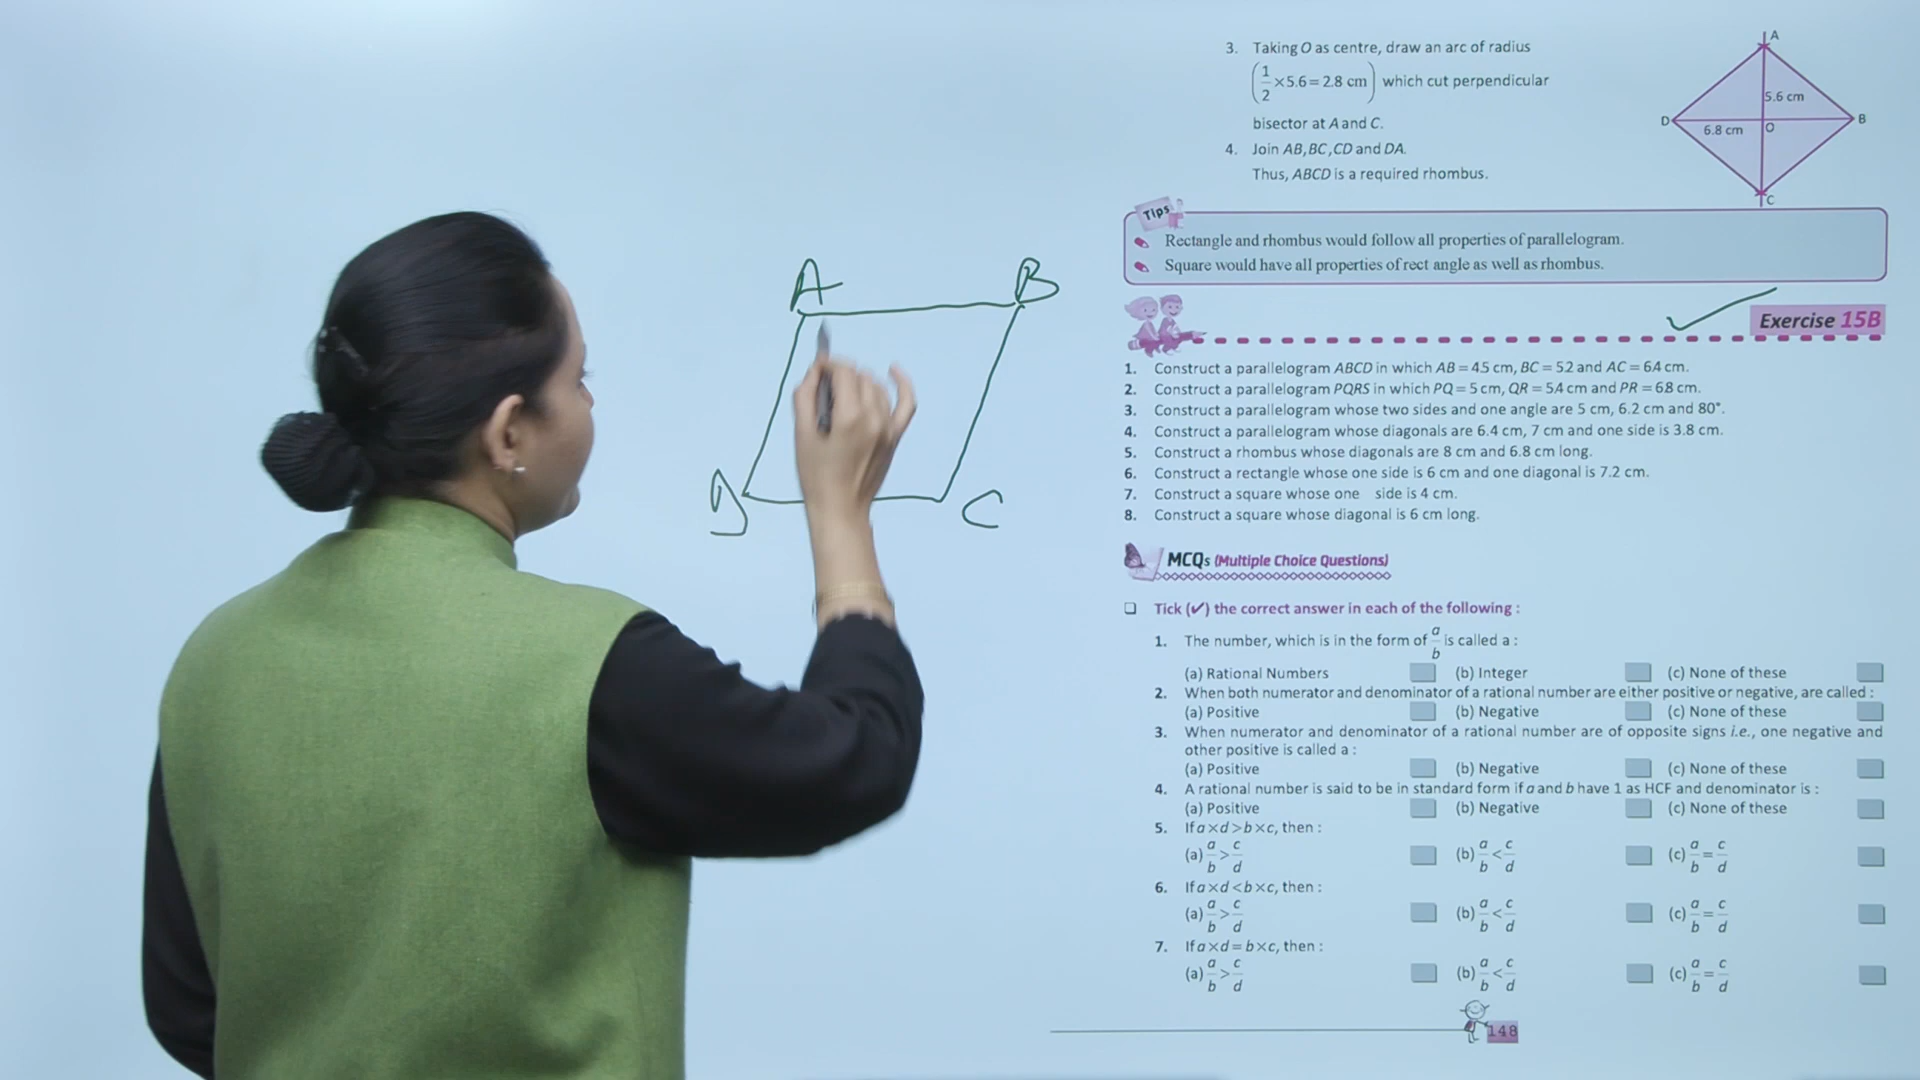 3. Taking O as centre, draw an arc of radius
(1/2 ×5.6=2.8 cm) which cut perpendicular
bisector at A and C.
4. Join AB,BC,CD and DA.
Thus, ABCD is a required rhombus.
A
5.6 cm
D
6.8 cm
O
B
C
Tips
Rectangle and rhombus would follow all properties of parallelogram.
Square would have all properties of rect angle as well as rhombus.
A
B
D
C
Exercise 15B
1. Construct a parallelogram ABCD in which AB = 45 cm, BC = 52 and AC = 64 cm.
2. Construct a parallelogram PQRS in which PQ = 5 cm, QR = 54 cm and PR = 68 cm.
3. Construct a parallelogram whose two sides and one angle are 5 cm, 6.2 cm and 80°.
4. Construct a parallelogram whose diagonals are 6.4 cm, 7 cm and one side is 3.8 cm.
5. Construct a rhombus whose diagonals are 8 cm and 6.8 cm long.
6. Construct a rectangle whose one side is 6 cm and one diagonal is 7.2 cm.
7. Construct a square whose one side is 4 cm.
8. Construct a square whose diagonal is 6 cm long.
MCQs (Multiple Choice Questions)
❑ Tick (✓) the correct answer in each of the following :
1. The number, which is in the form of a/b is called a :
(a) Rational Numbers (b) Integer (c) None of these
2. When both numerator and denominator of a rational number are either positive or negative, are called :
(a) Positive (b) Negative (c) None of these
3. When numerator and denominator of a rational number are of opposite signs i.e., one negative and
other positive is called a :
(a) Positive (b) Negative (c) None of these
4. A rational number is said to be in standard form if a and b have 1 as HCF and denominator is :
(a) Positive (b) Negative (c) None of these
5. If a×d>b×c, then :
(a) a/b > c/d (b) a/b < c/d (c) a/b = c/d
6. If a×d<b×c, then :
(a) a/b > c/d (b) a/b < c/d (c) a/b = c/d
7. If a×d=b×c, then :
(a) a/b > c/d (b) a/b < c/d (c) a/b = c/d
148